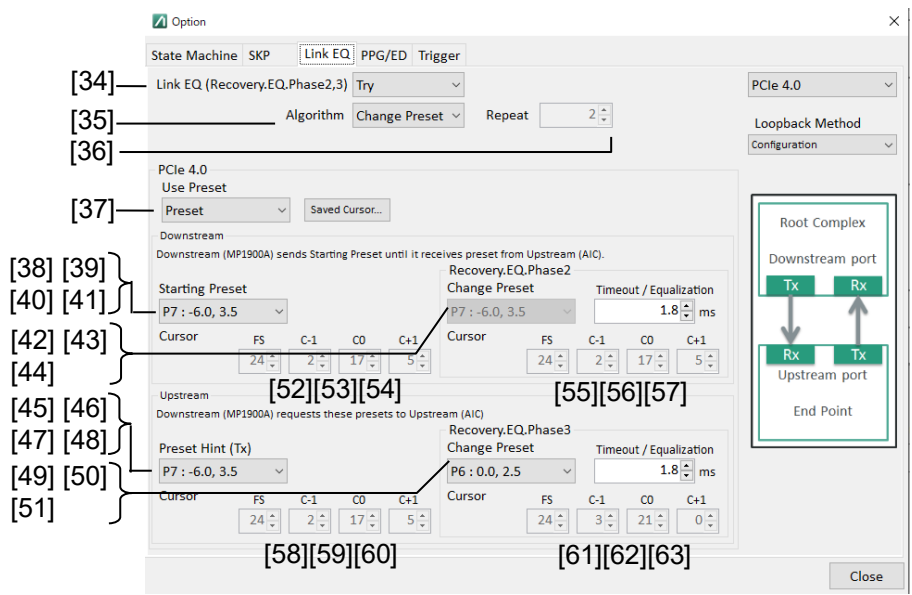 Option
State Machine SKP Link EQ PPG/ED Trigger
[34] Link EQ (Recovery.EQ.Phase2,3) Try PCIe 4.0
[35] Algorithm Change Preset Repeat 2
Loopback Method
[36] Configuration
PCIe 4.0
Use Preset
[37] Preset Saved Cursor...
Downstream
Downstream (MP1900A) sends Starting Preset until it receives preset from Upstream (AIC).
Recovery.EQ.Phase2
[38] [39] Starting Preset Change Preset Timeout / Equalization
[40] [41] P7 : -6.0, 3.5 P7 : -6.0, 3.5 1.8 ms
[42] [43] Cursor FS C-1 C0 C+1 Cursor FS C-1 C0 C+1
[44] 24 2 17 5 24 2 17 5
[52][53][54] [55][56][57]
Upstream
[45] [46] Downstream (MP1900A) requests these presets to Upstream (AIC)
Recovery.EQ.Phase3
[47] [48] Preset Hint (Tx) Change Preset Timeout / Equalization
[49] [50] P7 : -6.0, 3.5 P6 : 0.0, 2.5 1.8 ms
[51] Cursor FS C-1 C0 C+1 Cursor FS C-1 C0 C+1
24 2 17 5 24 3 21 0
[58][59][60] [61][62][63]
Root Complex
Downstream port
Tx Rx
Rx Tx
Upstream port
End Point
Close